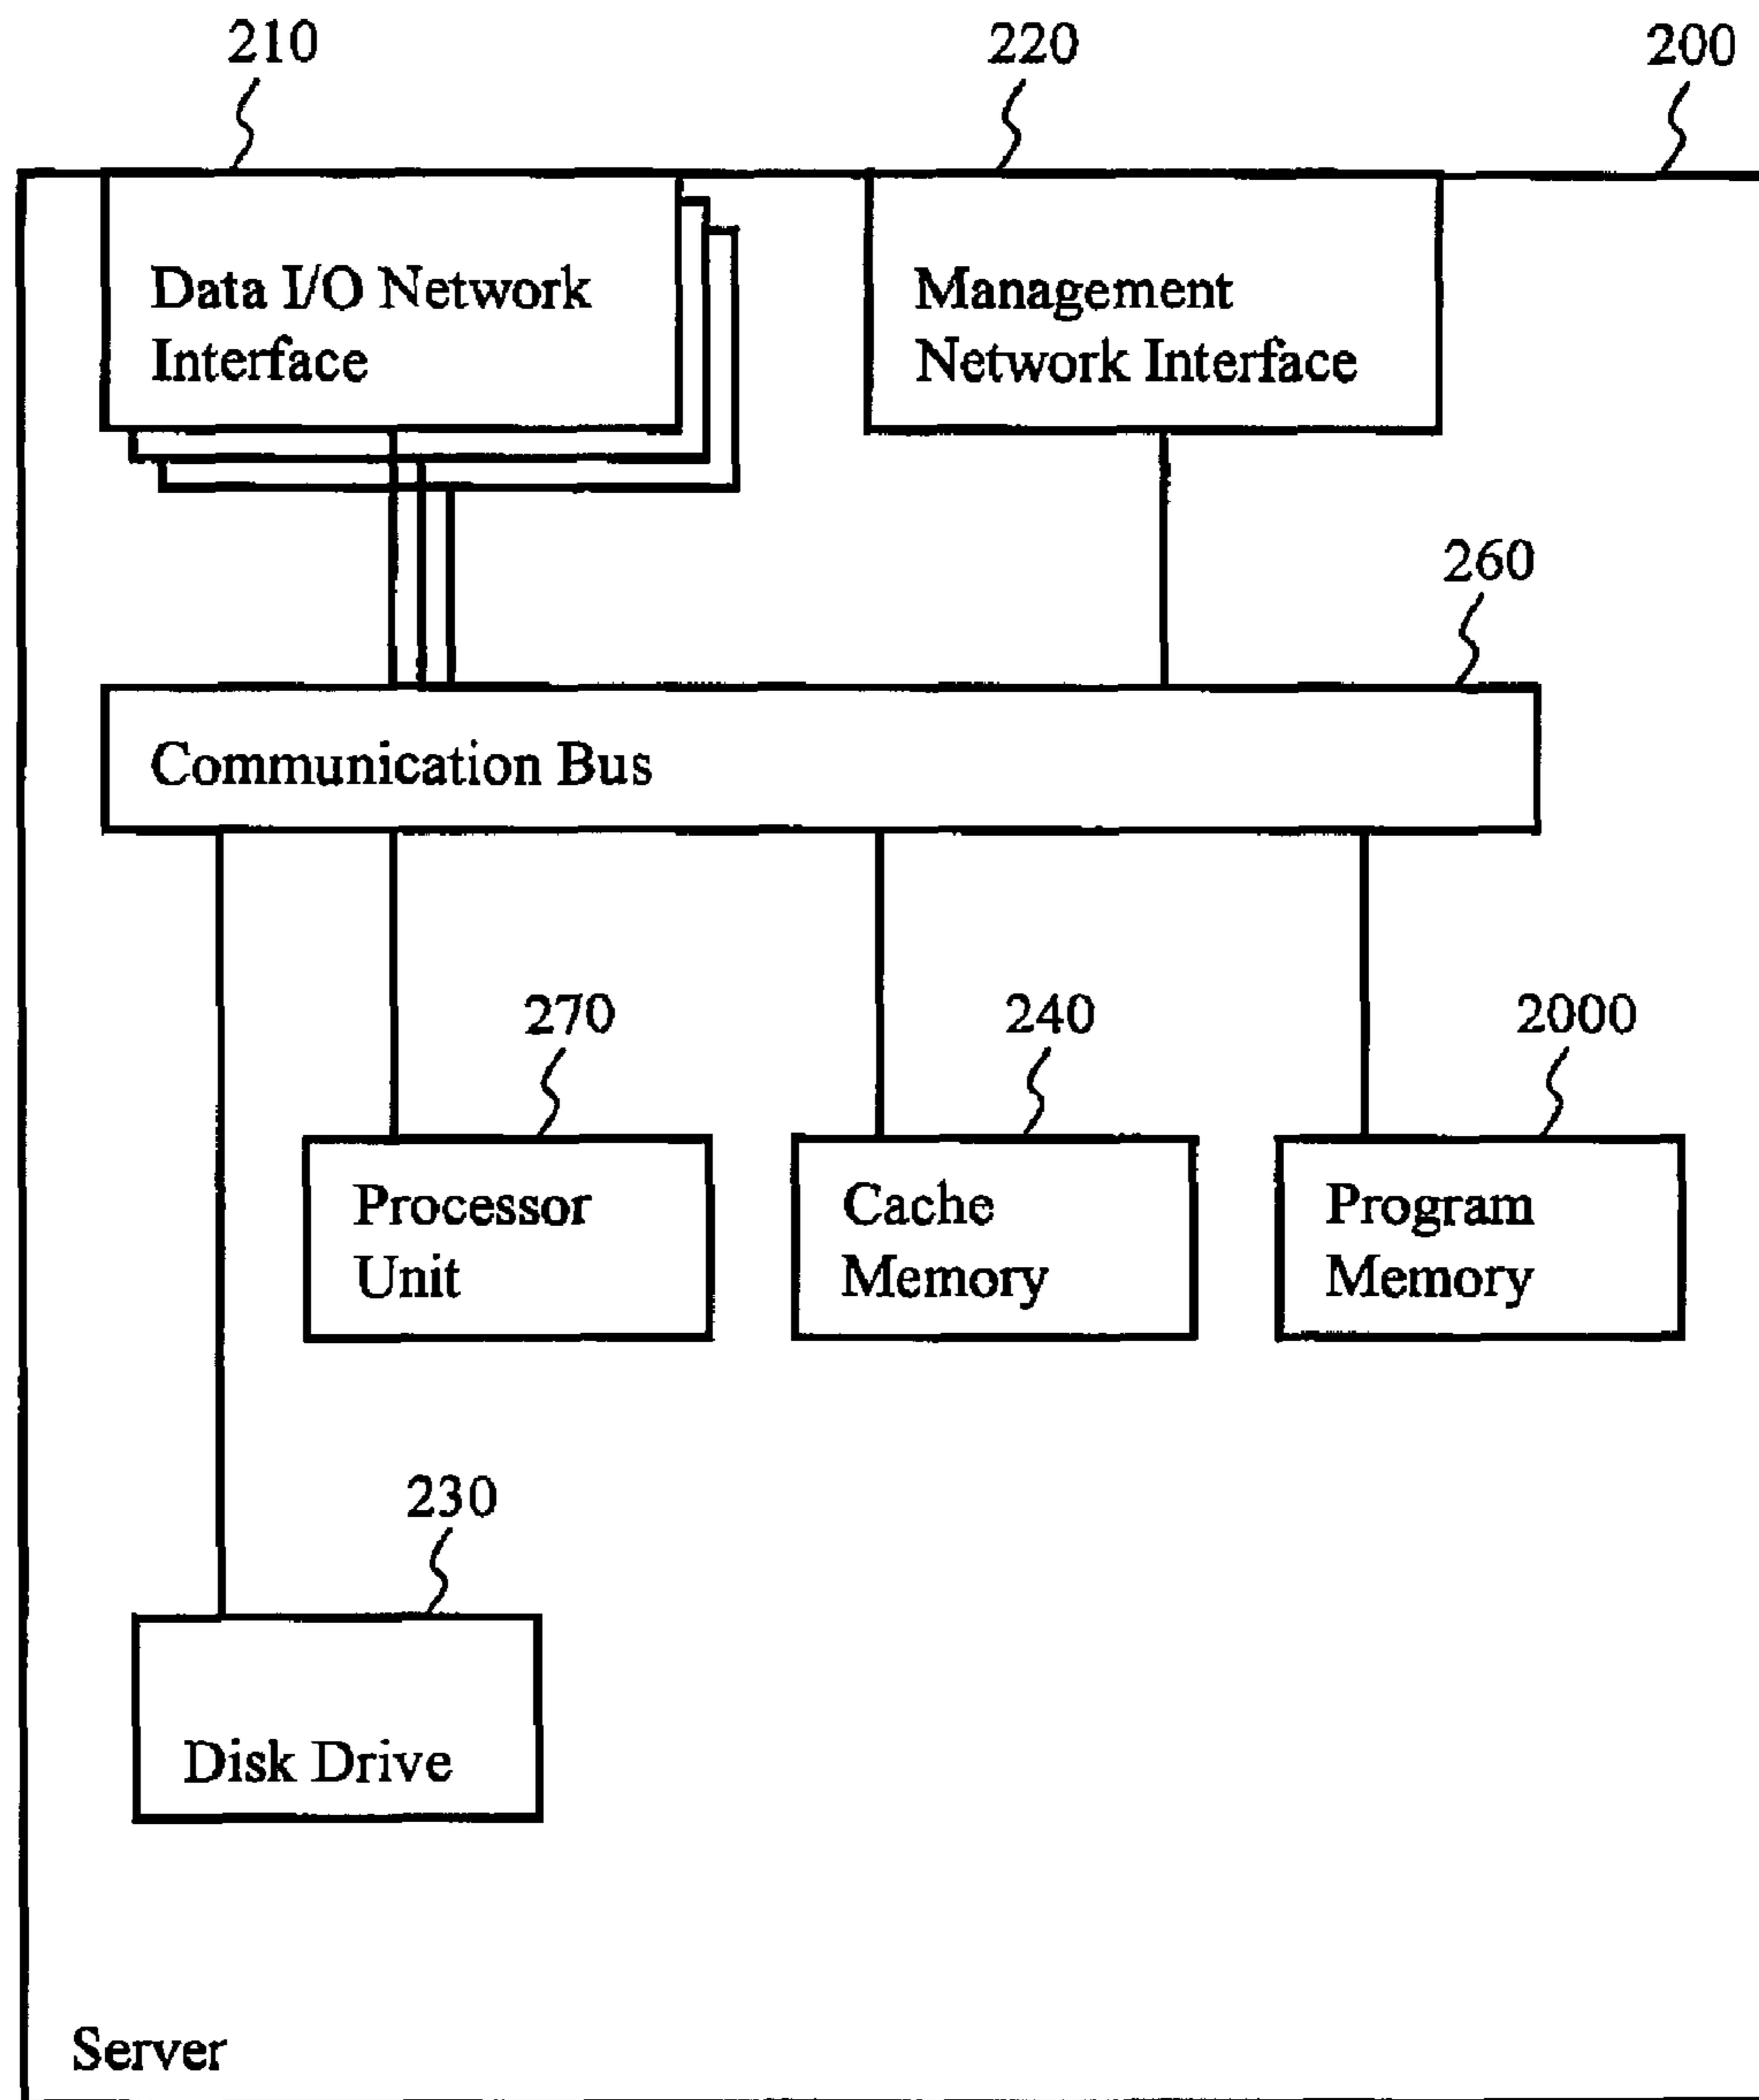 210
220
200
Data I/O Network
Interface
Management
Network Interface
260
Communication Bus
270
240
2000
Processor
Unit
Cache
Memory
Program
Memory
230
Disk Drive
Server